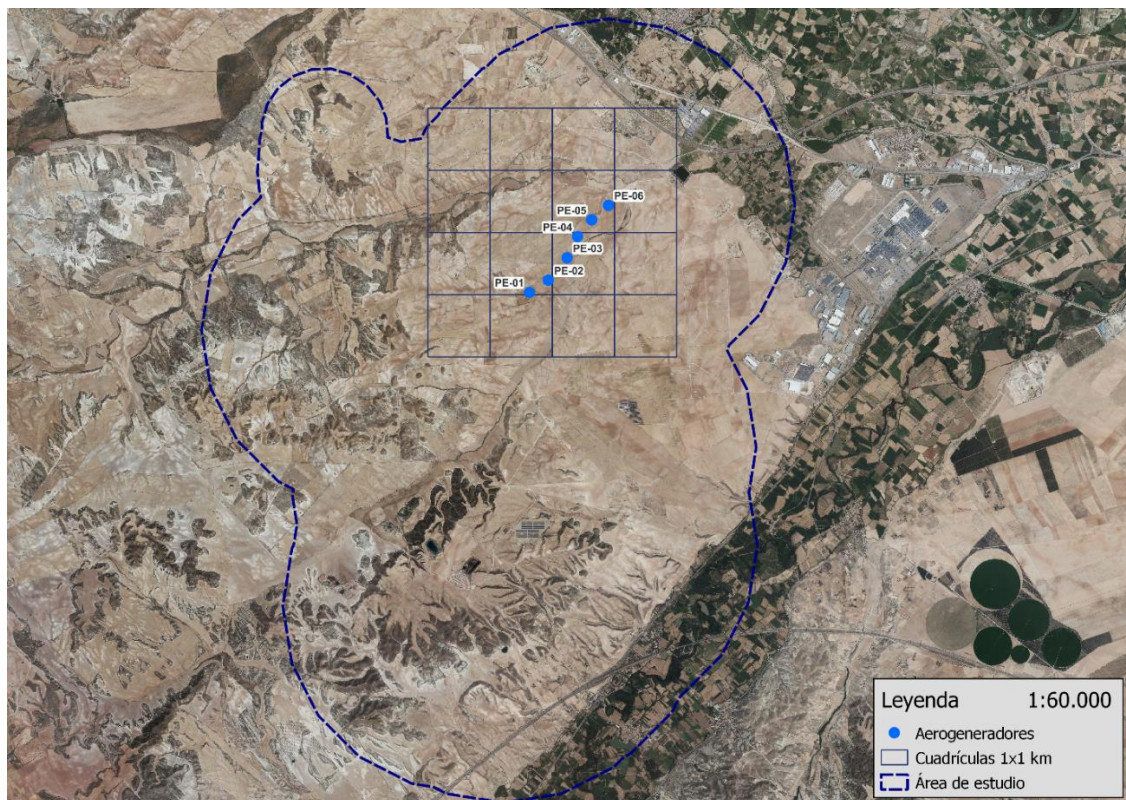 PE-06
PE-05
PE-04
PE-03
PE-02
PE-01
Leyenda 1:60.000
Aerogeneradores
Cuadrículas 1x1 km
Área de estudio